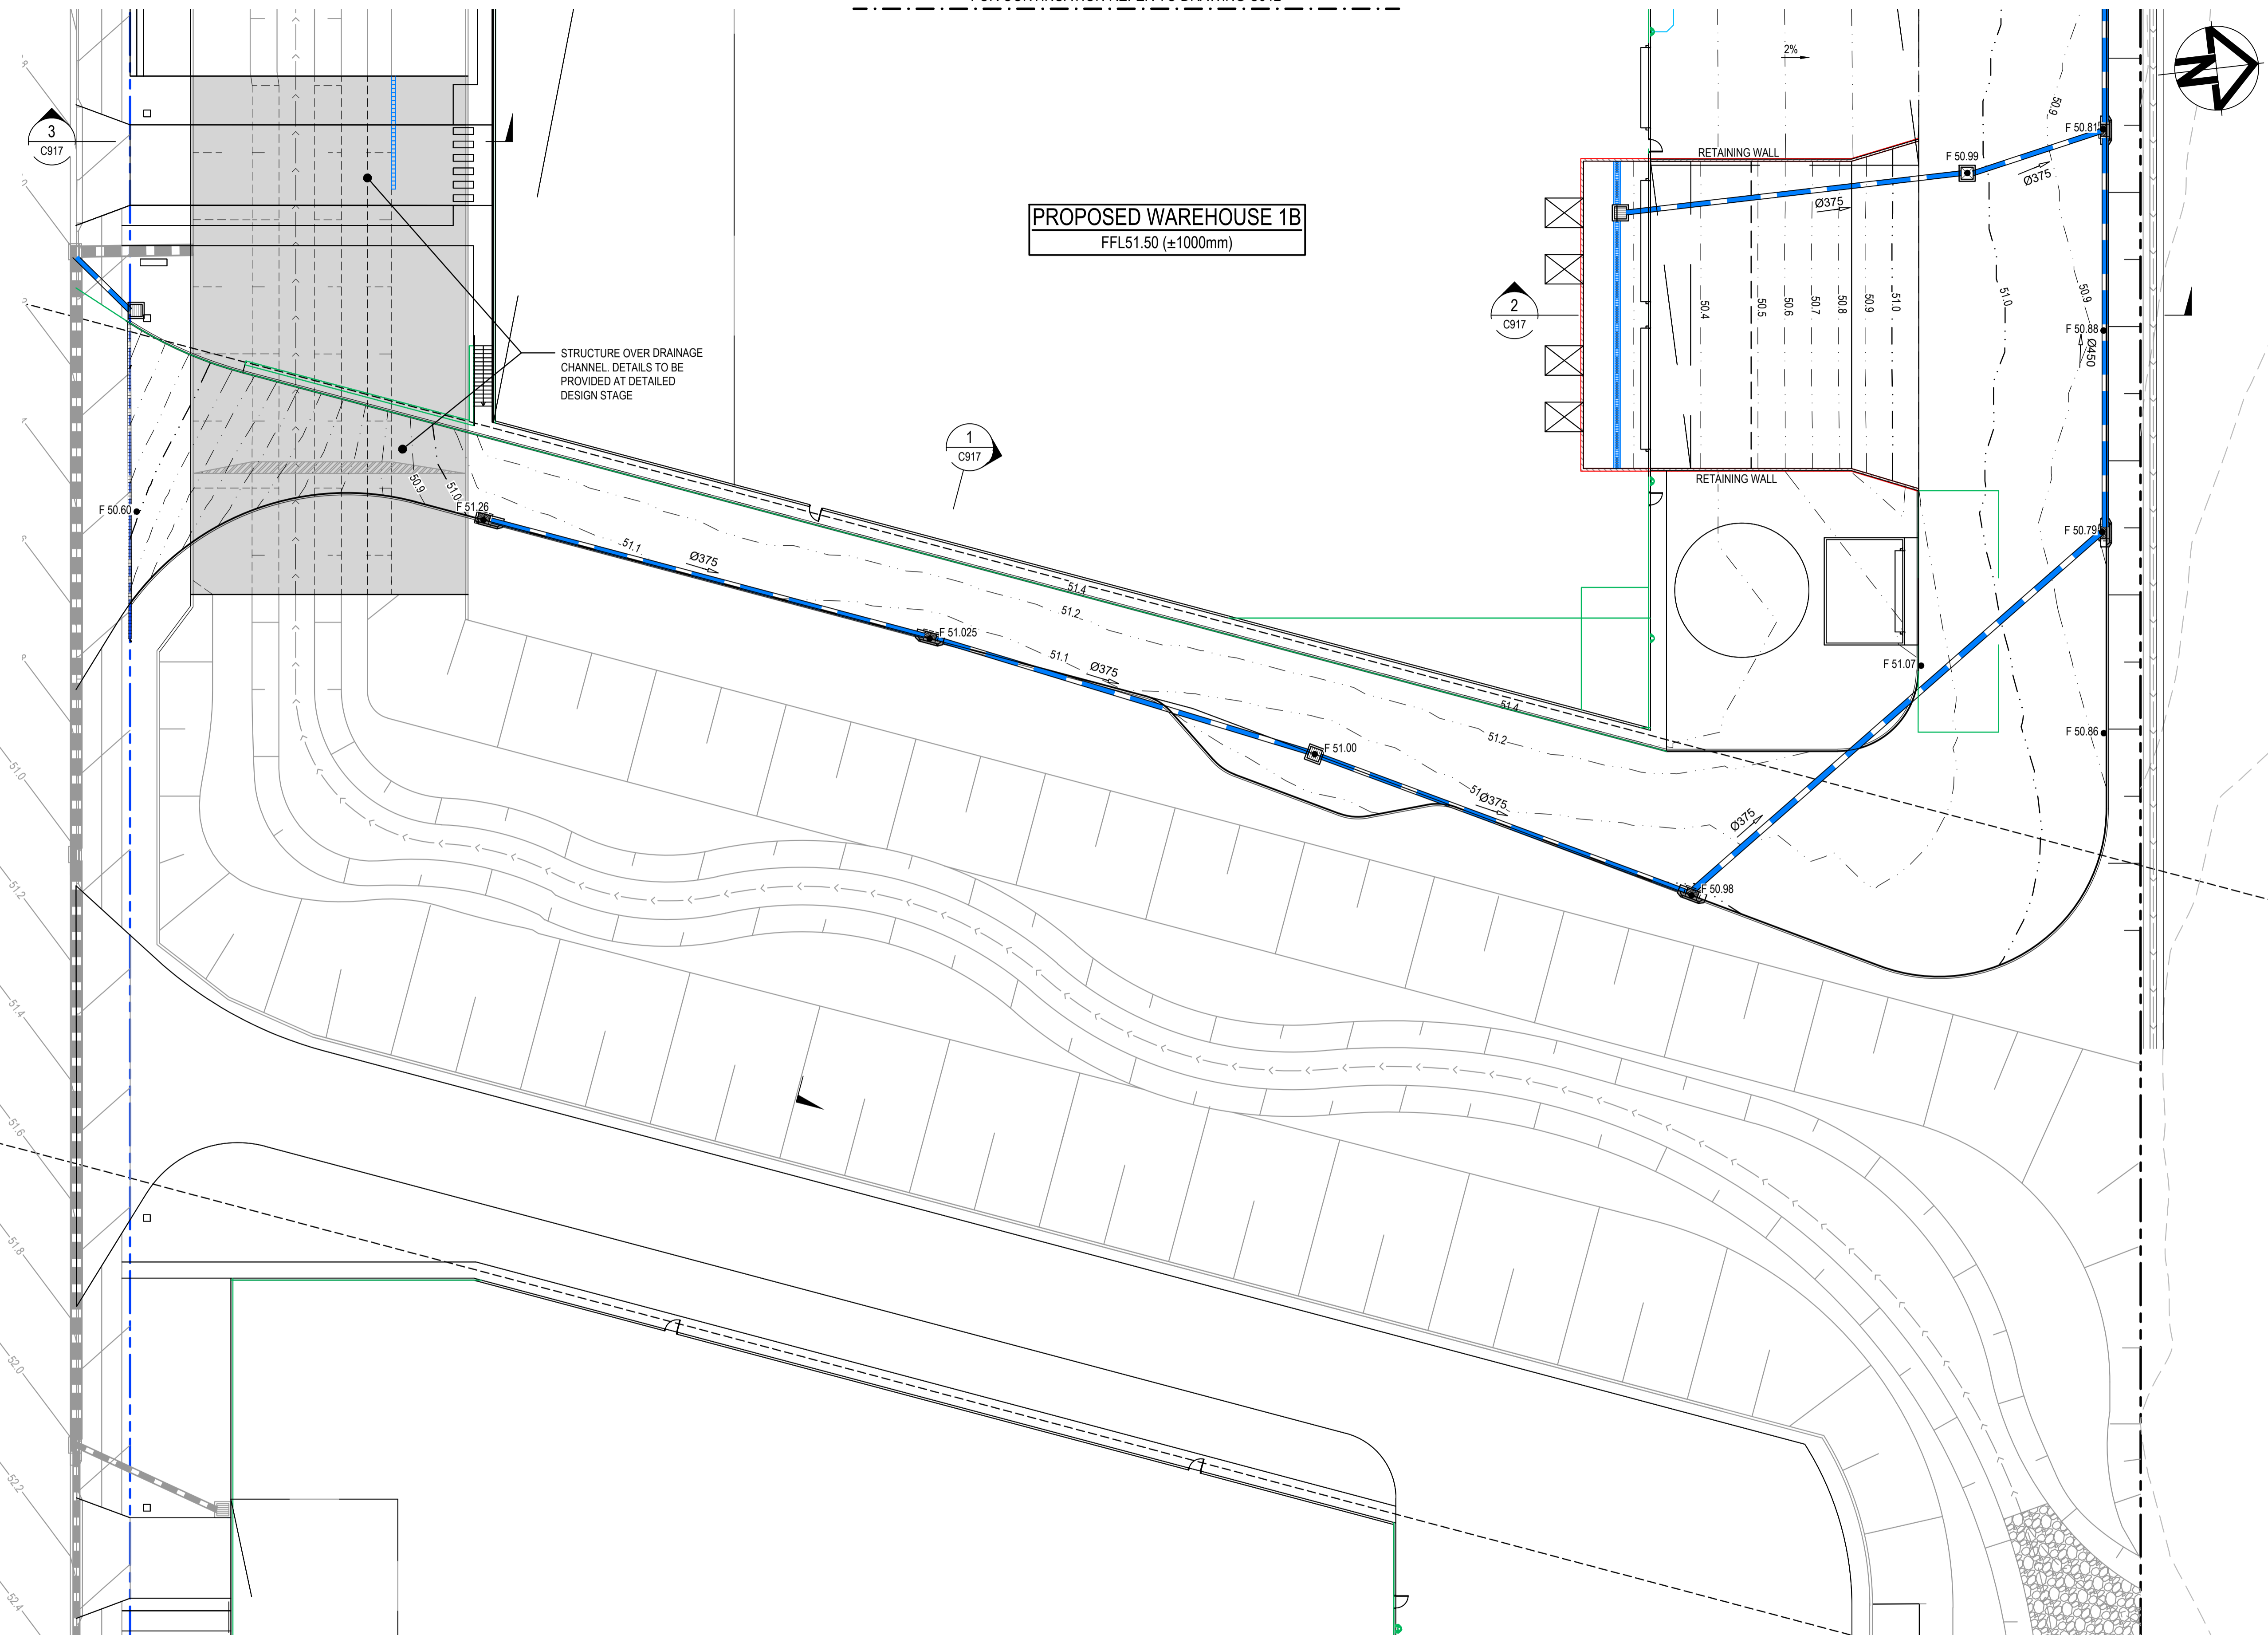 2%
N
50.9
3
C917
F 50.81
RETAINING WALL
F 50.99
Ø375
Ø375
PROPOSED WAREHOUSE 1B
FFL51.50 (±1000mm)
2
C917
50.4
50.5
50.6
50.7
50.8
50.9
51.0
51.0
50.9
F 50.88
Ø450
STRUCTURE OVER DRAINAGE
CHANNEL. DETAILS TO BE
PROVIDED AT DETAILED
DESIGN STAGE
1
C917
RETAINING WALL
50.9
51.0
F 50.60
F 51.26
F 50.79
51.1
Ø375
51.4
51.2
F 51.025
51.1
Ø375
F 51.07
51.4
51.2
F 50.86
F 51.00
51
Ø375
Ø375
F 50.98
51.0
51.2
51.4
51.6
51.8
52.0
52.2
52.4